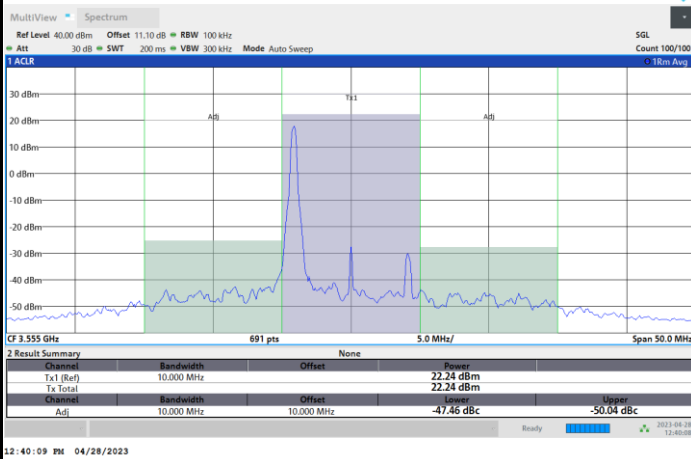 MultiView Spectrum
Ref Level 40.00 dBm Offset 11.10 dB RBW 100 kHz SGL
Att 30 dB SWT 200 ms VBW 300 kHz Mode Auto Sweep Count 100/100
1 ACLR 1Rm Avg
30 dBm
Tx1
20 dBm
Adj Adj
10 dBm
0 dBm
-10 dBm
-20 dBm
-30 dBm
-40 dBm
-50 dBm
CF 3.555 GHz 691 pts 5.0 MHz/ Span 50.0 MHz
2 Result Summary None
Channel Bandwidth Offset Power
Tx1 (Ref) 10.000 MHz 22.24 dBm
Tx Total 22.24 dBm
Channel Bandwidth Offset Lower Upper
Adj 10.000 MHz 10.000 MHz -47.46 dBc -50.04 dBc
Ready 2023-04-28
12:40:08
12:40:09 PM 04/28/2023